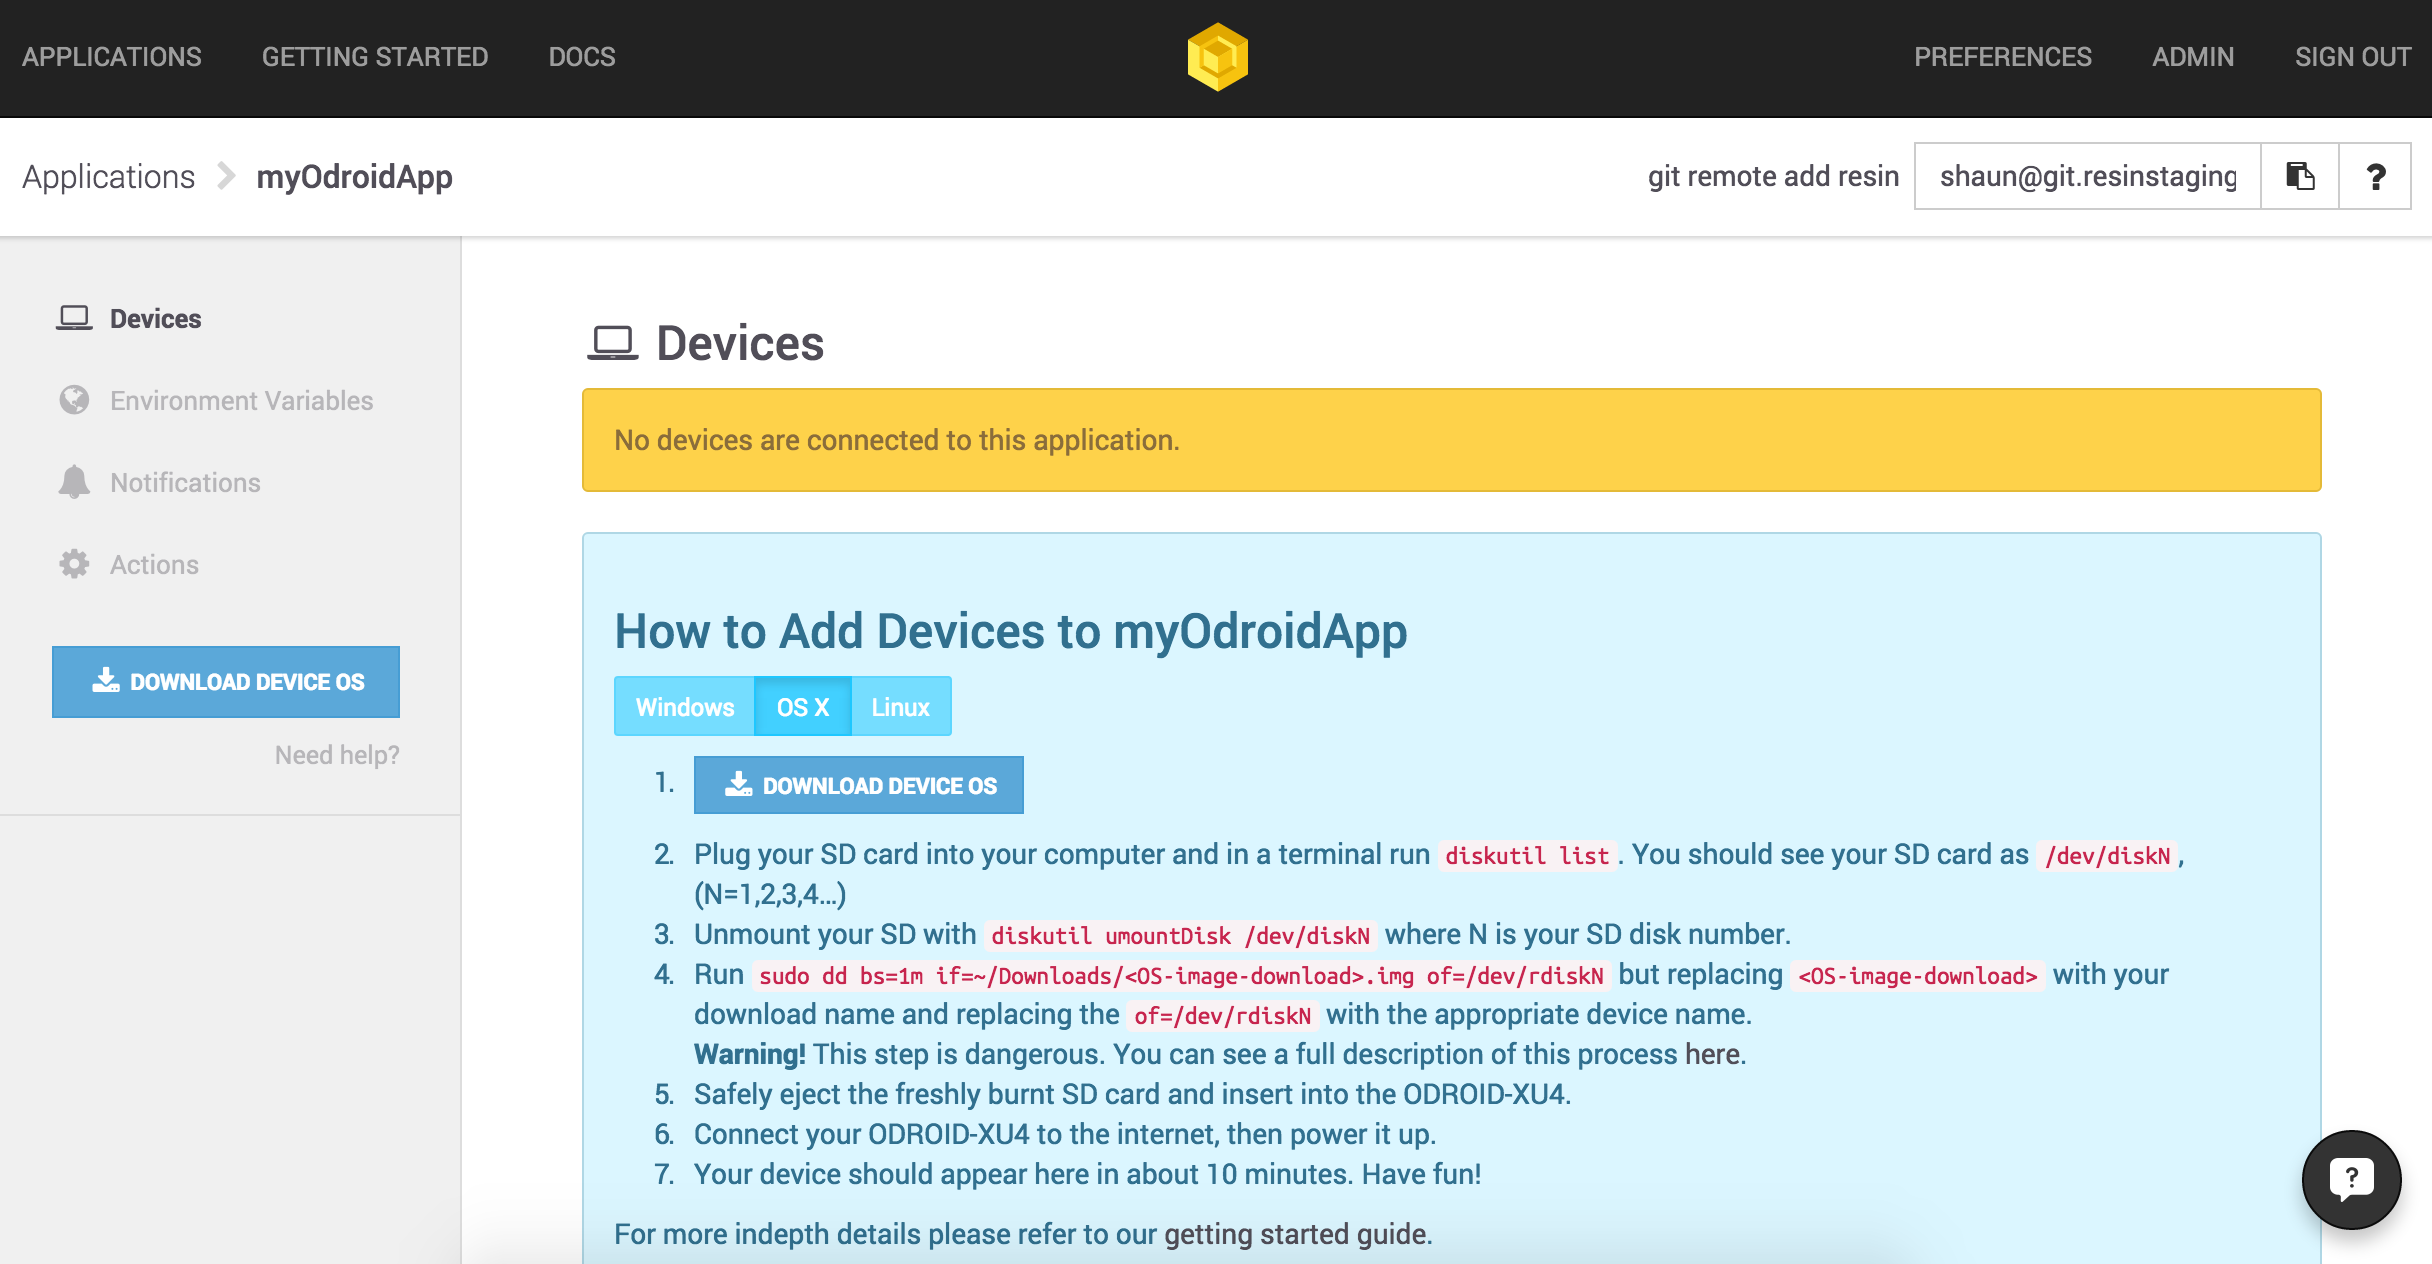 APPLICATIONS GETTING STARTED DOCS PREFERENCES ADMIN SIGN OUT
Applications myOdroidApp git remote add resin shaun@git.resinstaging ?
Devices
Environment Variables
Notifications
Actions
DOWNLOAD DEVICE OS
Need help?
Devices
No devices are connected to this application.
How to Add Devices to myOdroidApp
Windows OS X Linux
1. DOWNLOAD DEVICE OS
2. Plug your SD card into your computer and in a terminal run diskutil list. You should see your SD card as /dev/diskN,
(N=1,2,3,4...)
3. Unmount your SD with diskutil umountDisk /dev/diskN where N is your SD disk number.
4. Run sudo dd bs=1m if=~/Downloads/<OS-image-download>.img of=/dev/rdiskN but replacing <OS-image-download> with your
download name and replacing the of=/dev/rdiskN with the appropriate device name.
Warning! This step is dangerous. You can see a full description of this process here.
5. Safely eject the freshly burnt SD card and insert into the ODROID-XU4.
6. Connect your ODROID-XU4 to the internet, then power it up.
7. Your device should appear here in about 10 minutes. Have fun!
For more indepth details please refer to our getting started guide.
?